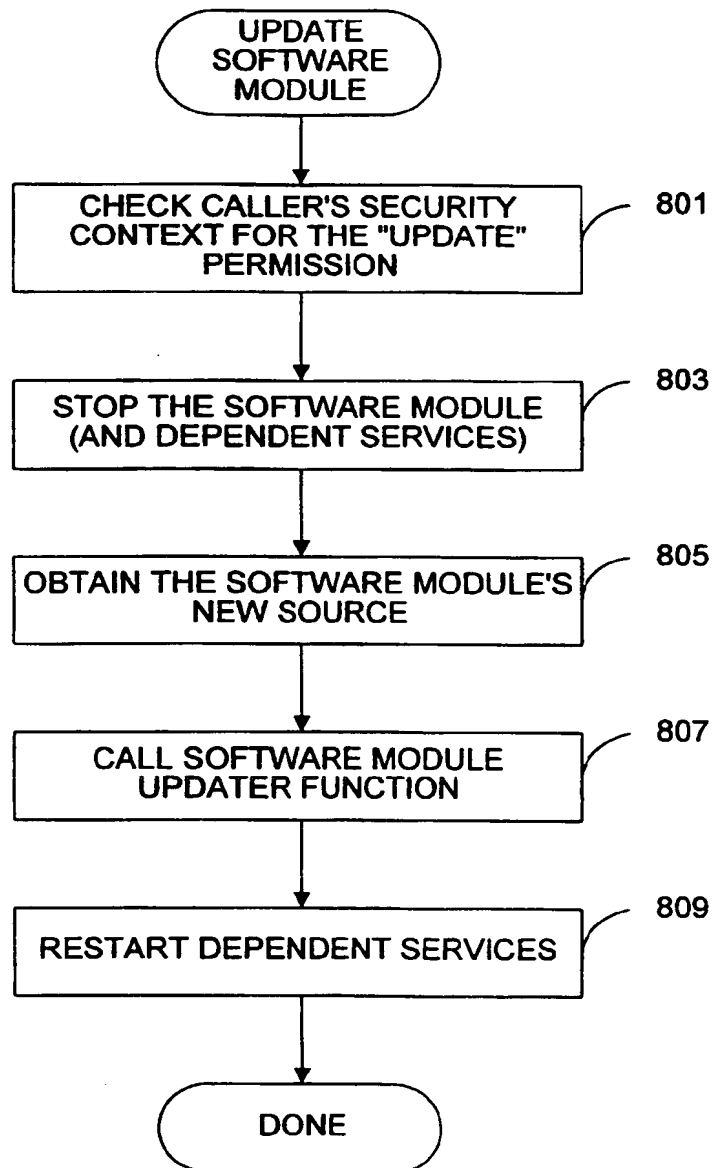 UPDATE
SOFTWARE
MODULE
CHECK CALLER'S SECURITY
CONTEXT FOR THE "UPDATE"
PERMISSION
801
STOP THE SOFTWARE MODULE
(AND DEPENDENT SERVICES)
803
OBTAIN THE SOFTWARE MODULE'S
NEW SOURCE
805
CALL SOFTWARE MODULE
UPDATER FUNCTION
807
RESTART DEPENDENT SERVICES
809
DONE